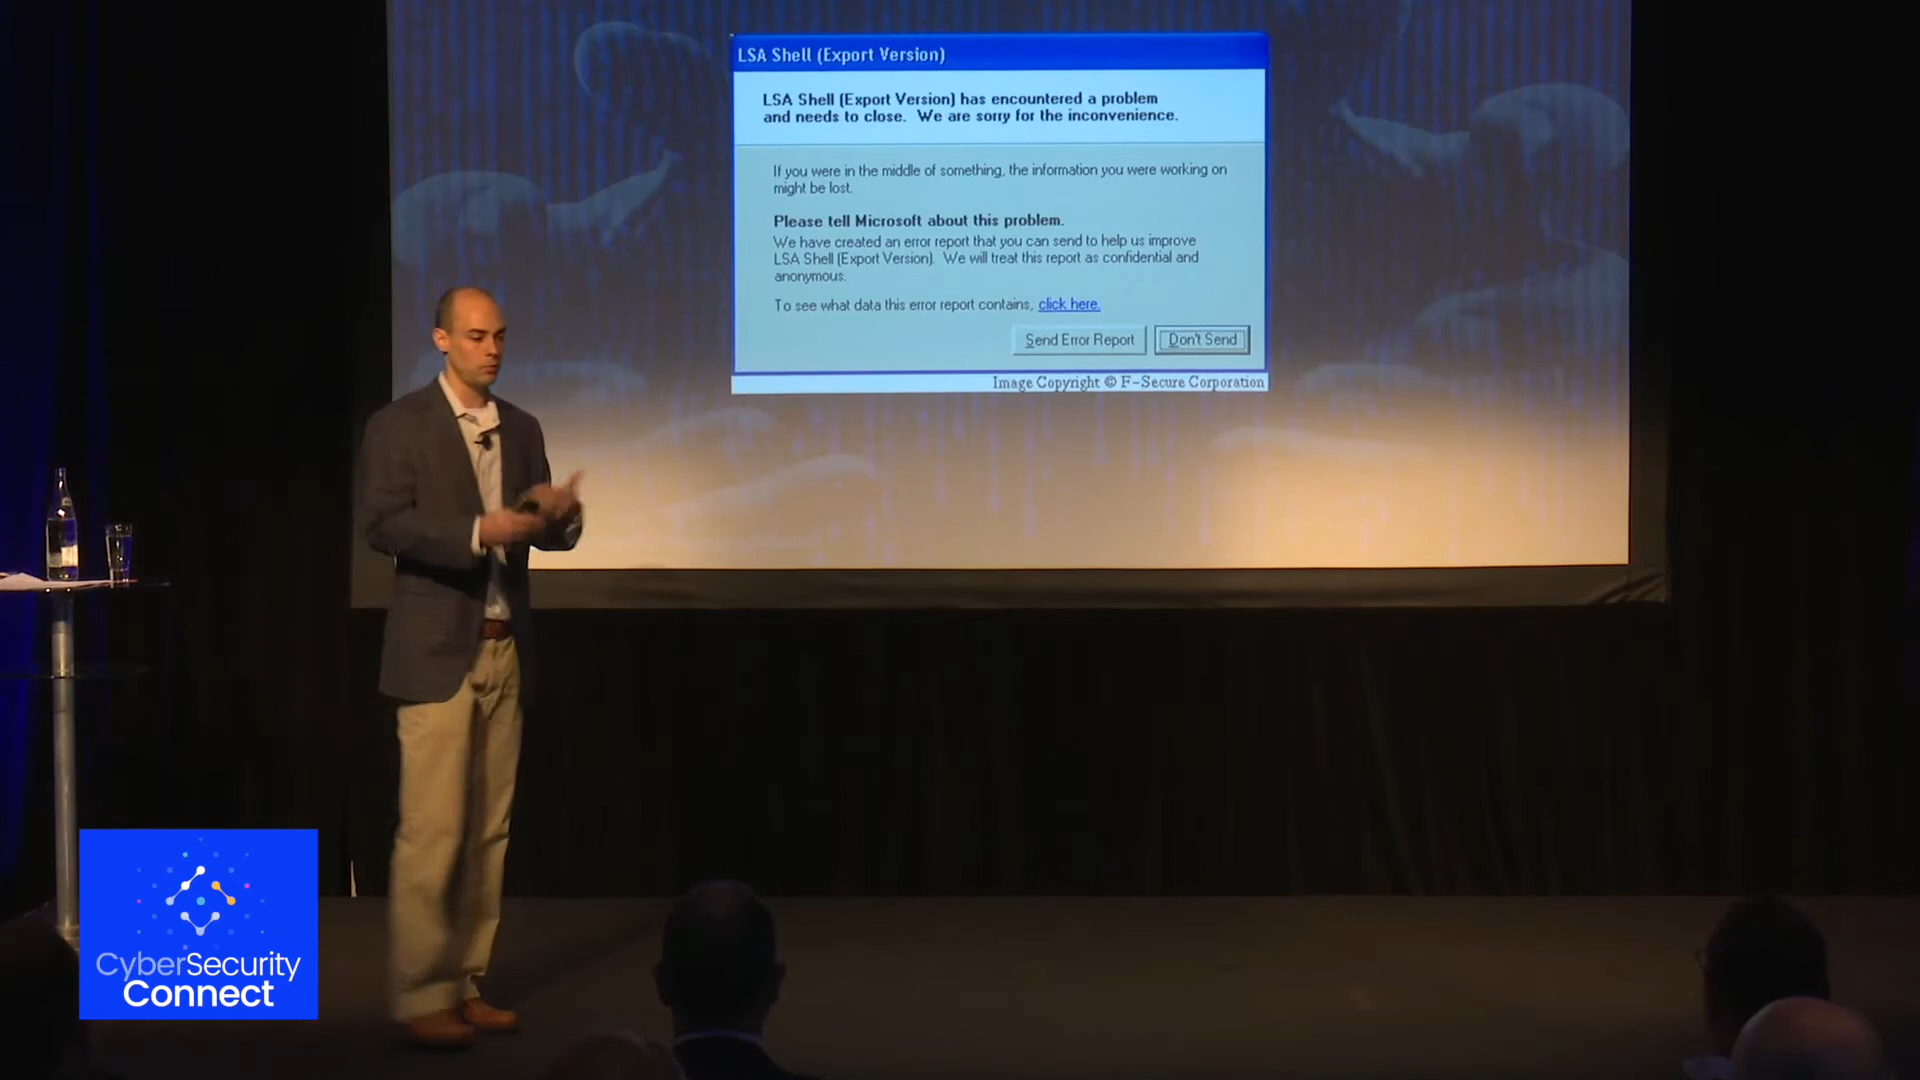 LSA Shell (Export Version)
LSA Shell (Export Version) has encountered a problem
and needs to close.  We are sorry for the inconvenience.
If you were in the middle of something, the information you were working on
might be lost.
Please tell Microsoft about this problem.
We have created an error report that you can send to help us improve
LSA Shell (Export Version).  We will treat this report as confidential and
anonymous.
To see what data this error report contains, click here.
Send Error Report
Don't Send
Image Copyright © F-Secure Corporation
CyberSecurity
Connect